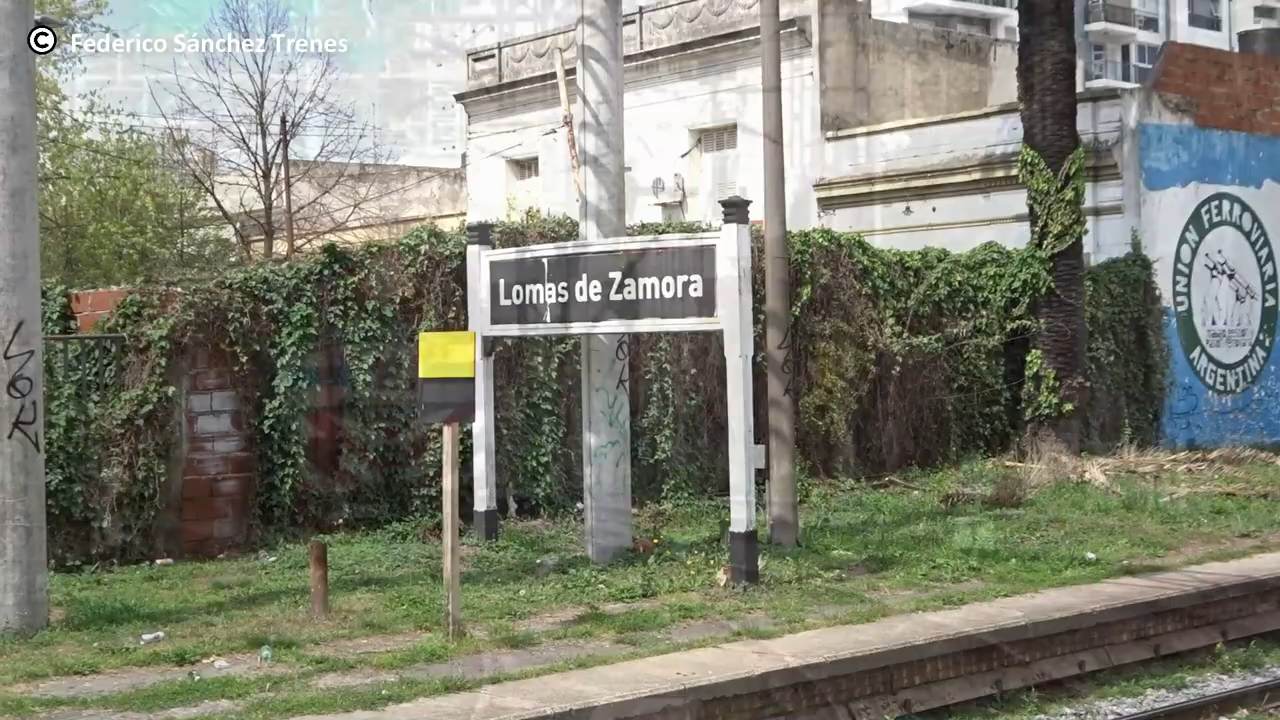 © Federico Sánchez Trenes
Lomas de Zamora
UNION FERROVIARIA
ARGENTINA